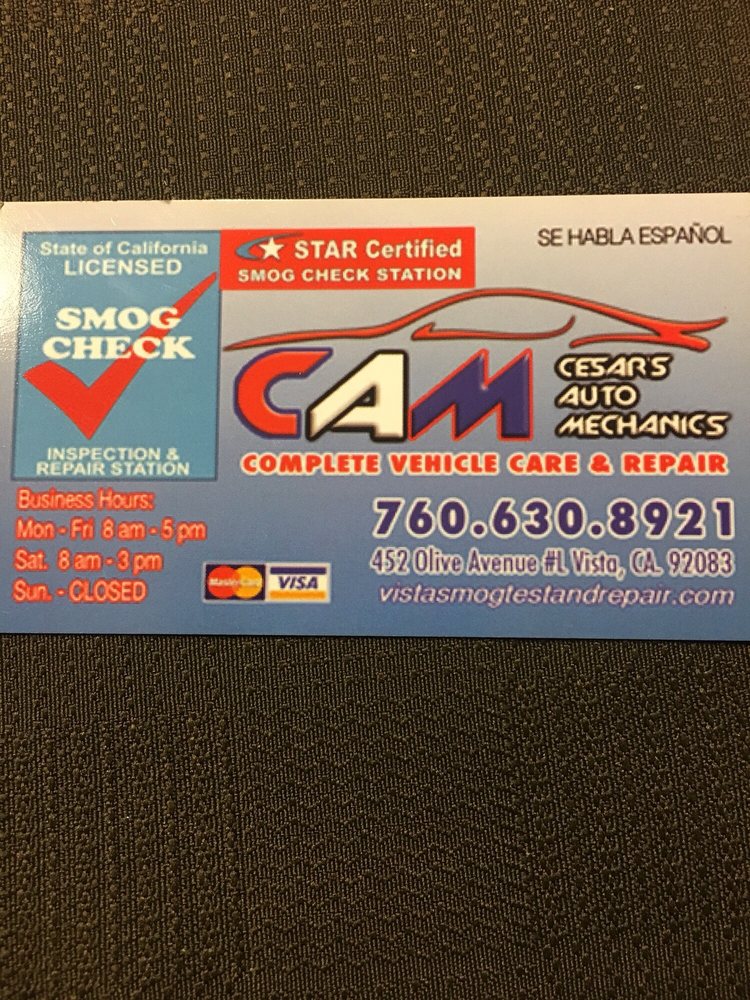 State of California
LICENSED
SMOG
CHECK
INSPECTION &
REPAIR STATION
STAR Certified
SMOG CHECK STATION
SE HABLA ESPAÑOL
CAM
CESAR'S
AUTO
MECHANICS
COMPLETE VEHICLE CARE & REPAIR
Business Hours:
Mon - Fri 8 am - 5 pm
Sat. 8 am - 3 pm
Sun. - CLOSED
MasterCard
VISA
760.630.8921
452 Olive Avenue #L Vista, CA. 92083
vistasmogtestandrepair.com